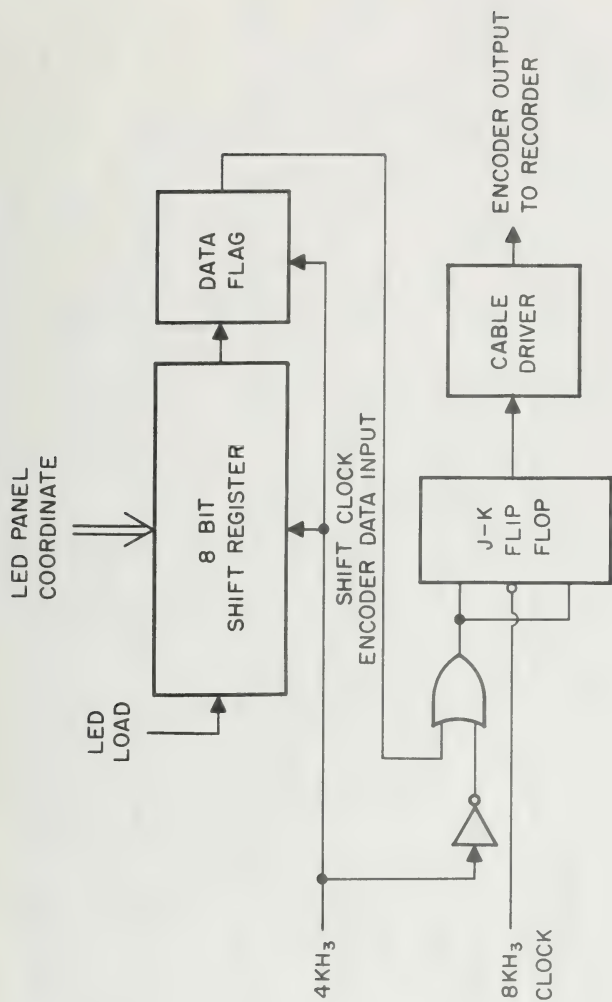 LED PANEL
COORDINATE
LED
LOAD
8 BIT
SHIFT REGISTER
DATA
FLAG
SHIFT CLOCK
ENCODER DATA INPUT
4KH3
8KH3
CLOCK
J-K
FLIP
FLOP
CABLE
DRIVER
ENCODER OUTPUT
TO RECORDER